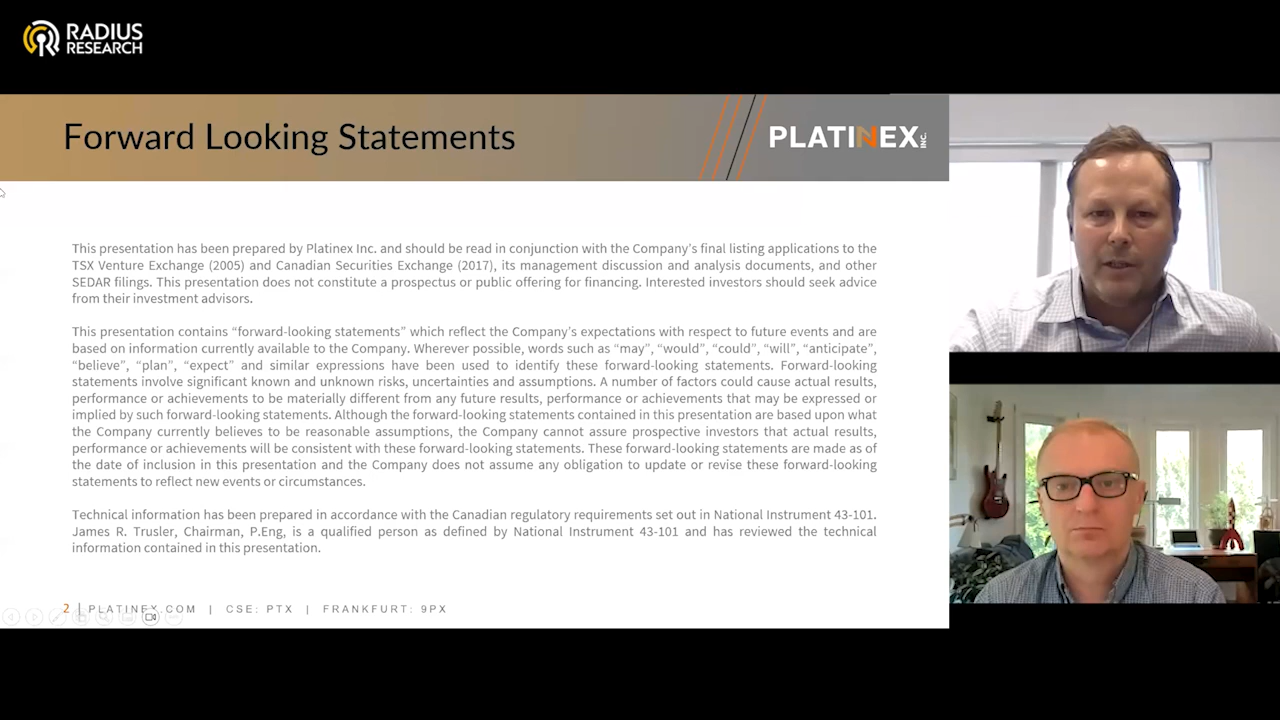 RADIUS
RESEARCH
Forward Looking Statements
PLATINEX INC.
This presentation has been prepared by Platinex Inc. and should be read in conjunction with the Company's final listing applications to the
TSX Venture Exchange (2005) and Canadian Securities Exchange (2017), its management discussion and analysis documents, and other
SEDAR filings. This presentation does not constitute a prospectus or public offering for financing. Interested investors should seek advice
from their investment advisors.
This presentation contains “forward-looking statements” which reflect the Company's expectations with respect to future events and are
based on information currently available to the Company. Wherever possible, words such as “may”, “would”, “could”, “will”, “anticipate”,
“believe”, “plan”, “expect” and similar expressions have been used to identify these forward-looking statements. Forward-looking
statements involve significant known and unknown risks, uncertainties and assumptions. A number of factors could cause actual results,
performance or achievements to be materially different from any future results, performance or achievements that may be expressed or
implied by such forward-looking statements. Although the forward-looking statements contained in this presentation are based upon what
the Company currently believes to be reasonable assumptions, the Company cannot assure prospective investors that actual results,
performance or achievements will be consistent with these forward-looking statements. These forward-looking statements are made as of
the date of inclusion in this presentation and the Company does not assume any obligation to update or revise these forward-looking
statements to reflect new events or circumstances.
Technical information has been prepared in accordance with the Canadian regulatory requirements set out in National Instrument 43-101.
James R. Trusler, Chairman, P.Eng, is a qualified person as defined by National Instrument 43-101 and has reviewed the technical
information contained in this presentation.
2 | PLATINEX.COM | CSE: PTX | FRANKFURT: 9PX